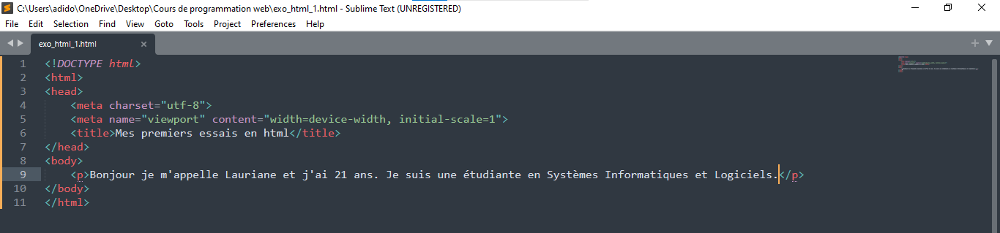 C:\Users\adido\OneDrive\Desktop\Cours de programmation web\exo_html_1.html - Sublime Text (UNREGISTERED)
File Edit Selection Find View Goto Tools Project Preferences Help
exo_html_1.html
1 <!DOCTYPE html>
2 <html>
3 <head>
4 <meta charset="utf-8">
5 <meta name="viewport" content="width=device-width, initial-scale=1">
6 <title>Mes premiers essais en html</title>
7 </head>
8 <body>
9 <p>Bonjour je m'appelle Lauriane et j'ai 21 ans. Je suis une étudiante en Systèmes Informatiques et Logiciels.</p>
10 </body>
11 </html>